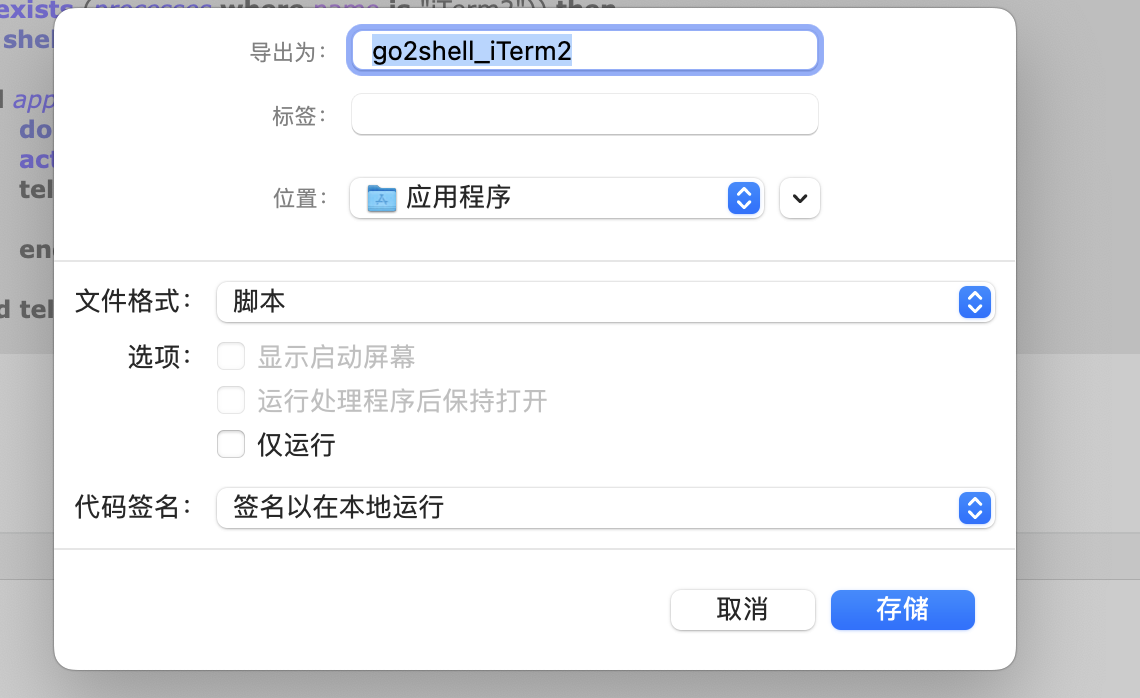 exists (processes where name is "iTerm2")) then
shel
导出为：
go2shell_iTerm2
app
标签：
do
act
tel
位置：
应用程序
end
文件格式：
脚本
d tel
选项：
显示启动屏幕
运行处理程序后保持打开
仅运行
代码签名：
签名以在本地运行
取消
存储